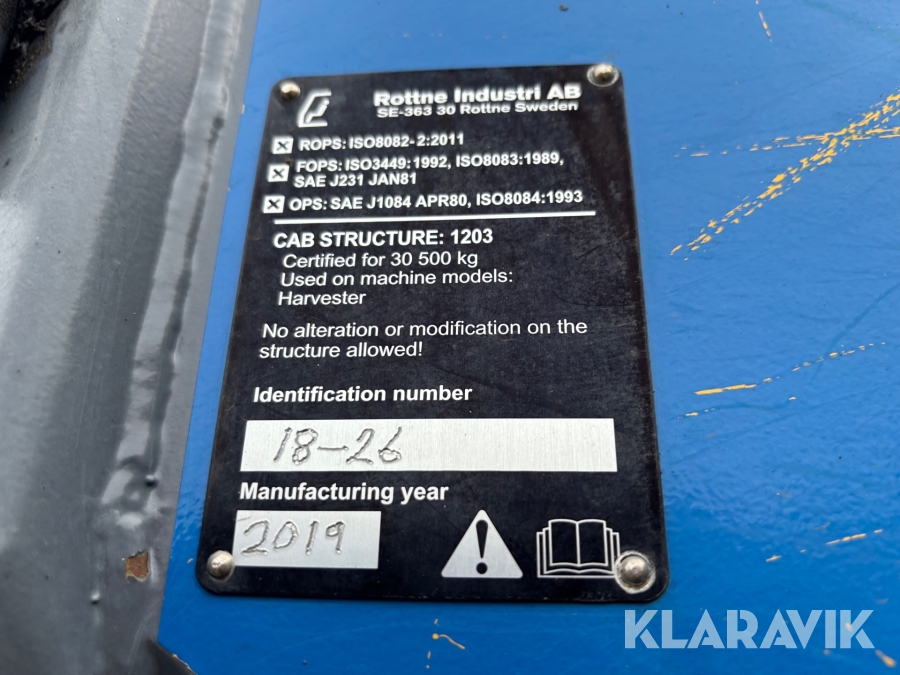 Rottne Industri AB
SE-363 30 Rottne Sweden
ROPS: ISO8082-2:2011
FOPS: ISO3449:1992, ISO8083:1989,
SAE J231 JAN81
OPS: SAE J1084 APR80, ISO8084:1993
CAB STRUCTURE: 1203
Certified for 30 500 kg
Used on machine models:
Harvester
No alteration or modification on the
structure allowed!
Identification number
18-26
Manufacturing year
2019
KLARAVIK